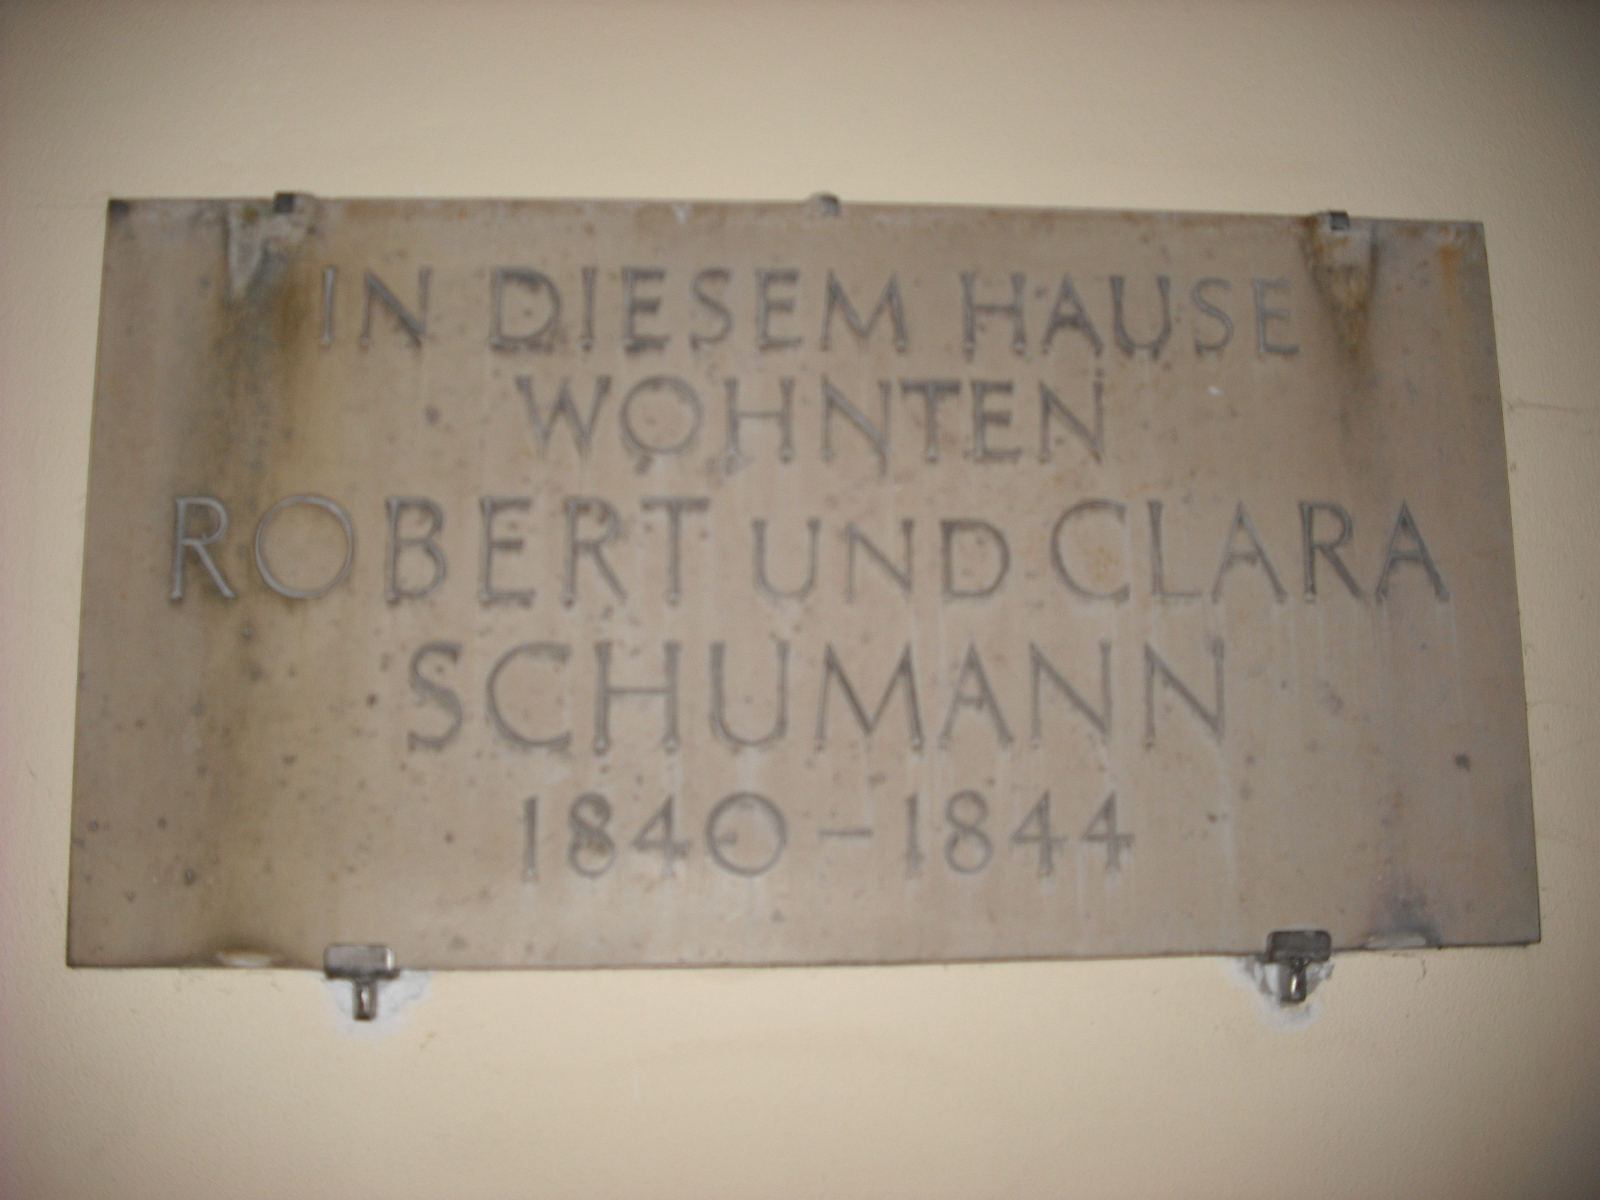 IN DIESEM HAUSE
WOHNTEN
ROBERT UND CLARA
SCHUMANN
1840-1844